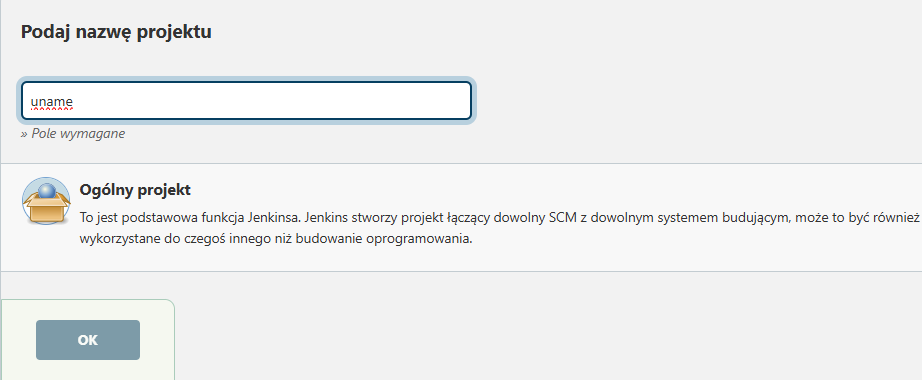 Podaj nazwę projektu
uname
» Pole wymagane
Ogólny projekt
To jest podstawowa funkcja Jenkinsa. Jenkins stworzy projekt łączący dowolny SCM z dowolnym systemem budującym, może to być również
wykorzystane do czegoś innego niż budowanie oprogramowania.
OK